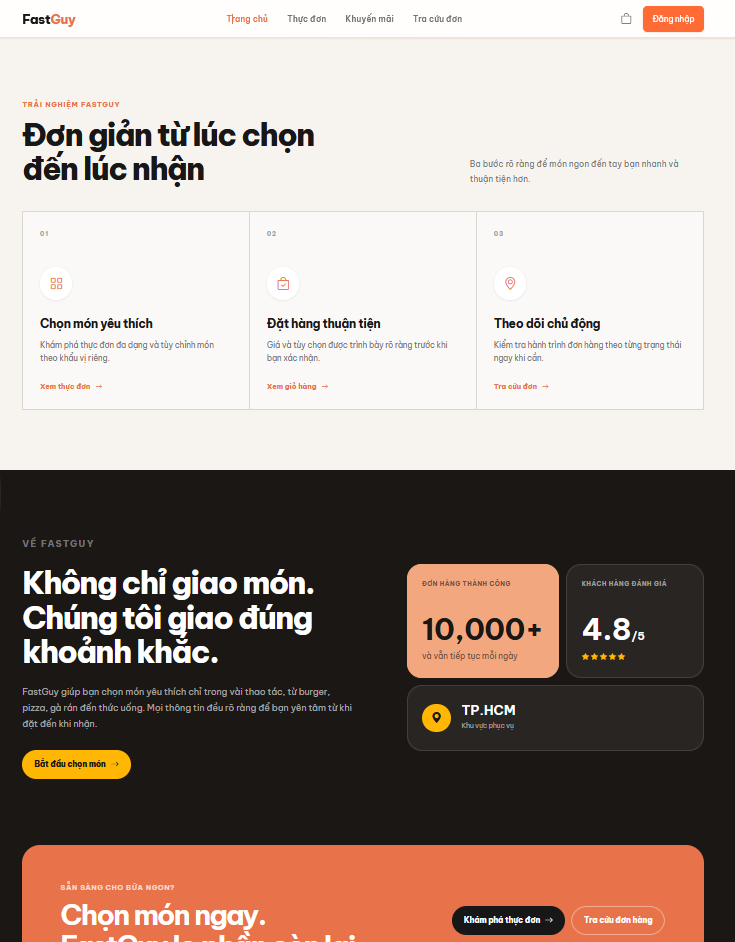 FastGuy
Trang chủ
Thực đơn
Khuyến mãi
Tra cứu đơn
Đăng nhập
TRẢI NGHIỆM FASTGUY
Đơn giản từ lúc chọn
đến lúc nhận
Ba bước rõ ràng để món ngon đến tay bạn nhanh và
thuận tiện hơn.
01
Chọn món yêu thích
Khám phá thực đơn đa dạng và tùy chỉnh món
theo khẩu vị riêng.
Xem thực đơn →
02
Đặt hàng thuận tiện
Giá và tùy chọn được trình bày rõ ràng trước khi
bạn xác nhận.
Xem giỏ hàng →
03
Theo dõi chủ động
Kiểm tra hành trình đơn hàng theo từng trạng thái
ngay khi cần.
Tra cứu đơn →
VỀ FASTGUY
Không chỉ giao món.
Chúng tôi giao đúng
khoảnh khắc.
FastGuy giúp bạn chọn món yêu thích chỉ trong vài thao tác, từ burger,
pizza, gà rán đến thức uống. Mọi thông tin đều rõ ràng để bạn yên tâm từ khi
đặt đến khi nhận.
Bắt đầu chọn món →
ĐƠN HÀNG THÀNH CÔNG
10,000+
và vẫn tiếp tục mỗi ngày
KHÁCH HÀNG ĐÁNH GIÁ
4.8/5
★★★★★
TP.HCM
Khu vực phục vụ
SẴN SÀNG CHO BỮA NGON?
Chọn món ngay.
Khám phá thực đơn →
Tra cứu đơn hàng